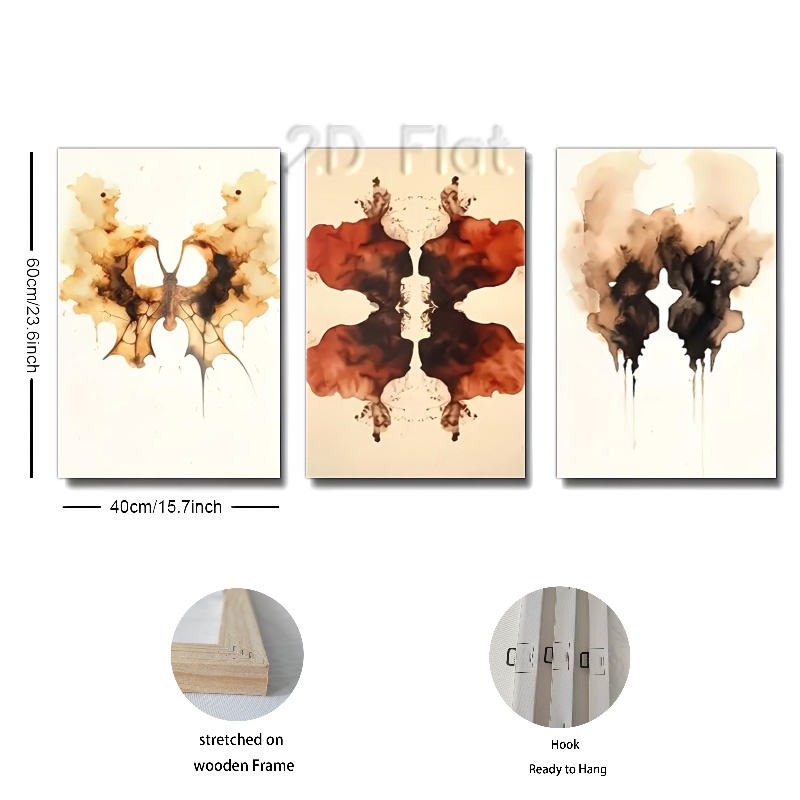 2D Flat
60cm/23.6inch
40cm/15.7inch
stretched on
wooden Frame
Hook
Ready to Hang